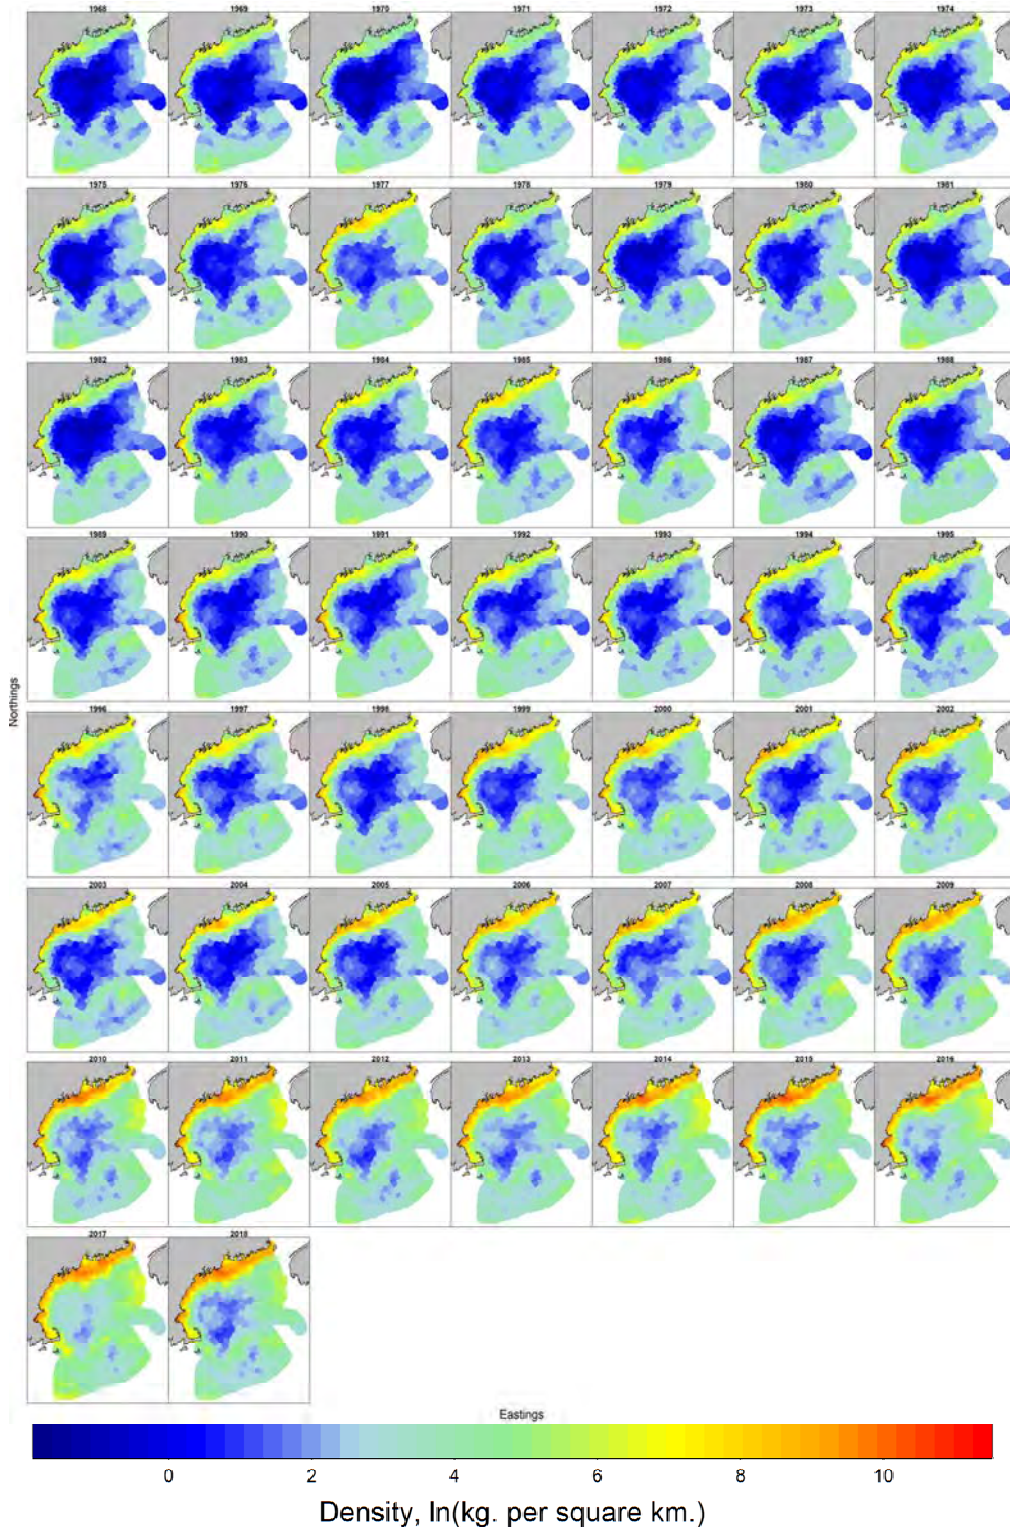 1968 1969 1970 1971 1972 1973 1974
1975 1976 1977 1978 1979 1980 1981
1982 1983 1984 1985 1986 1987 1988
1989 1990 1991 1992 1993 1994 1995
Northings
1996 1997 1998 1999 2000 2001 2002
2003 2004 2005 2006 2007 2008 2009
2010 2011 2012 2013 2014 2015 2016
2017 2018
Eastings
0 2 4 6 8 10
Density, ln(kg. per square km.)